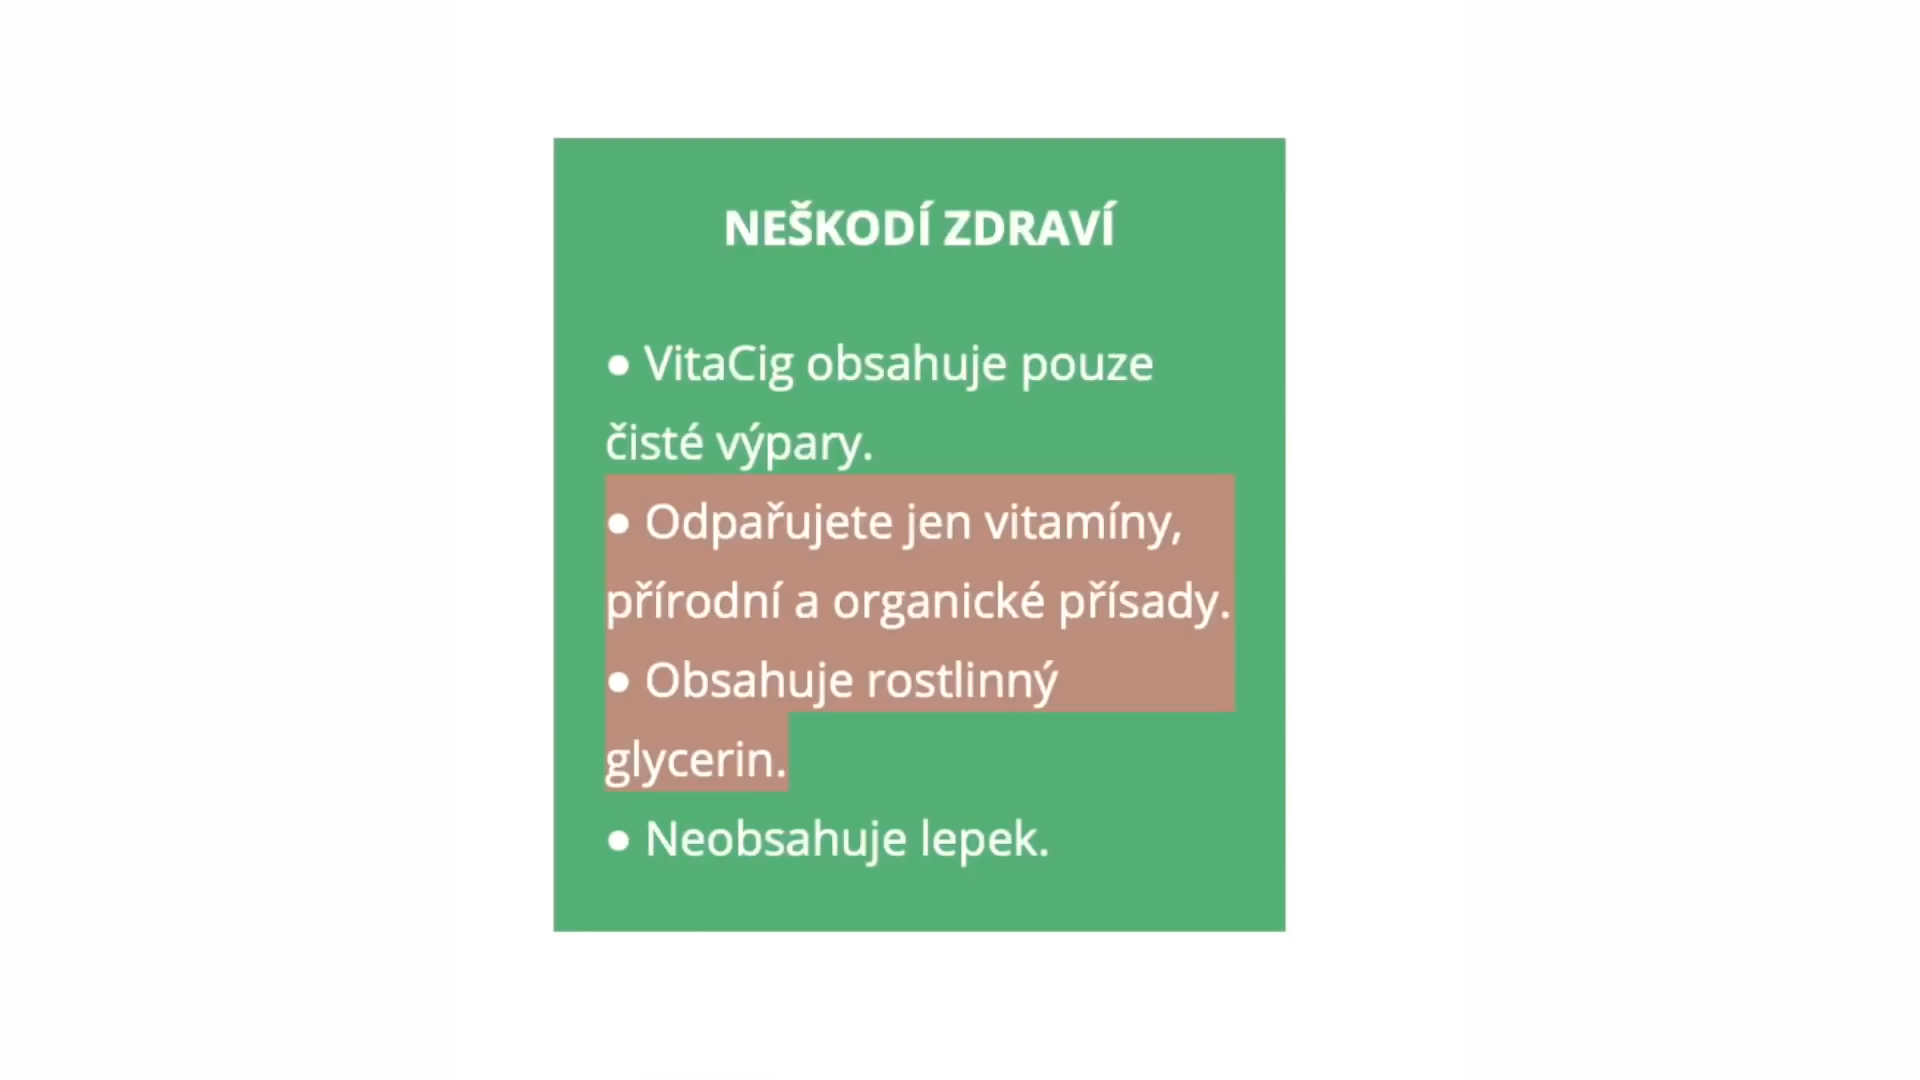 NEŠKODÍ ZDRAVÍ
● VitaCig obsahuje pouze
čisté výpary.
● Odpařujete jen vitamíny,
přírodní a organické přísady.
● Obsahuje rostlinný
glycerin.
● Neobsahuje lepek.